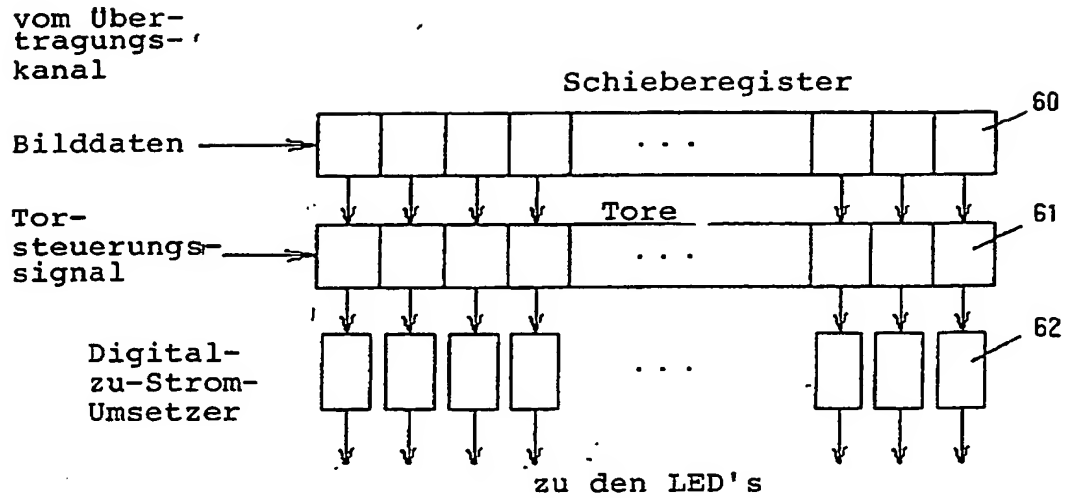 vom Über-
tragungs-
kanal
Schieberegister
60
Bilddaten
. . .
Tor-
steuerungs-
signal
Tore
61
. . .
Digital-
zu-Strom-
Umsetzer
62
. . .
zu den LED's